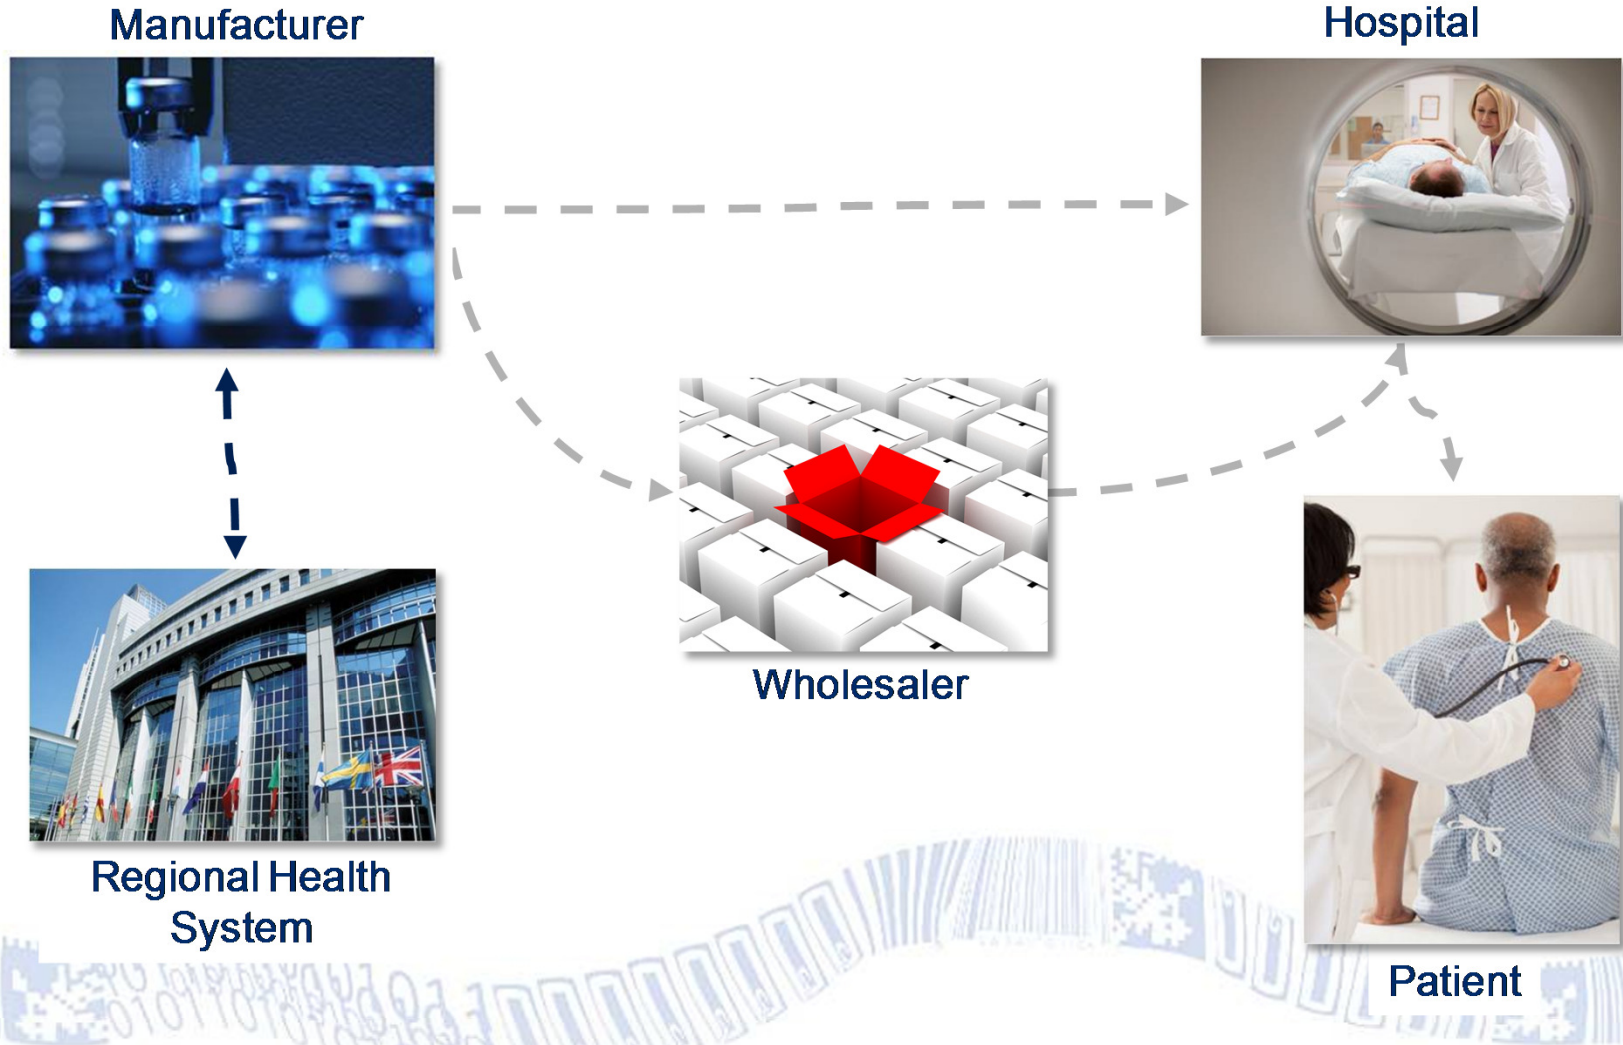 Manufacturer
Hospital
Wholesaler
Regional Health
System
Patient